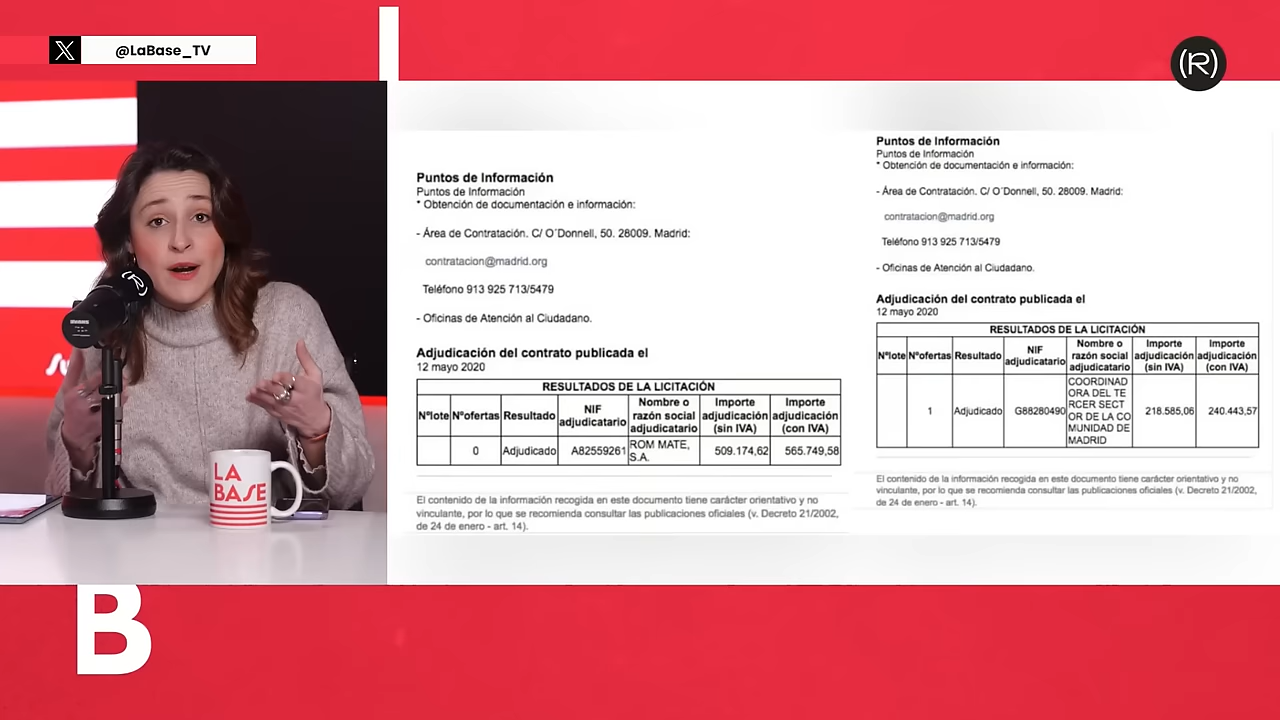 @LaBase_TV
(R)
Puntos de Información
Puntos de Información
* Obtención de documentación e información:
- Área de Contratación. C/ O´Donnell, 50. 28009. Madrid:
contratacion@madrid.org
Teléfono 913 925 713/5479
- Oficinas de Atención al Ciudadano.
Adjudicación del contrato publicada el
12 mayo 2020
RESULTADOS DE LA LICITACIÓN
NºloteNºofertas Resultado NIF adjudicatario Nombre o razón social adjudicatario Importe adjudicación (sin IVA) Importe adjudicación (con IVA)
0 Adjudicado A82559261 ROM MATE, S.A. 509.174,62 565.749,58
El contenido de la información recogida en este documento tiene carácter orientativo y no
vinculante, por lo que se recomienda consultar las publicaciones oficiales (v. Decreto 21/2002,
de 24 de enero - art. 14).
Puntos de Información
Puntos de Información
* Obtención de documentación e información:
- Área de Contratación. C/ O´Donnell, 50. 28009. Madrid:
contratacion@madrid.org
Teléfono 913 925 713/5479
- Oficinas de Atención al Ciudadano.
Adjudicación del contrato publicada el
12 mayo 2020
RESULTADOS DE LA LICITACIÓN
Nºlote Nºofertas Resultado NIF adjudicatario Nombre o razón social adjudicatario Importe adjudicación (sin IVA) Importe adjudicación (con IVA)
1 Adjudicado G88280490 COORDINAD ORA DEL TE RCER SECT OR DE LA CO MUNIDAD DE MADRID 218.585,06 240.443,57
El contenido de la información recogida en este documento tiene carácter orientativo y no
vinculante, por lo que se recomienda consultar las publicaciones oficiales (v. Decreto 21/2002,
de 24 de enero - art. 14).
(R)
LA
BASE
B